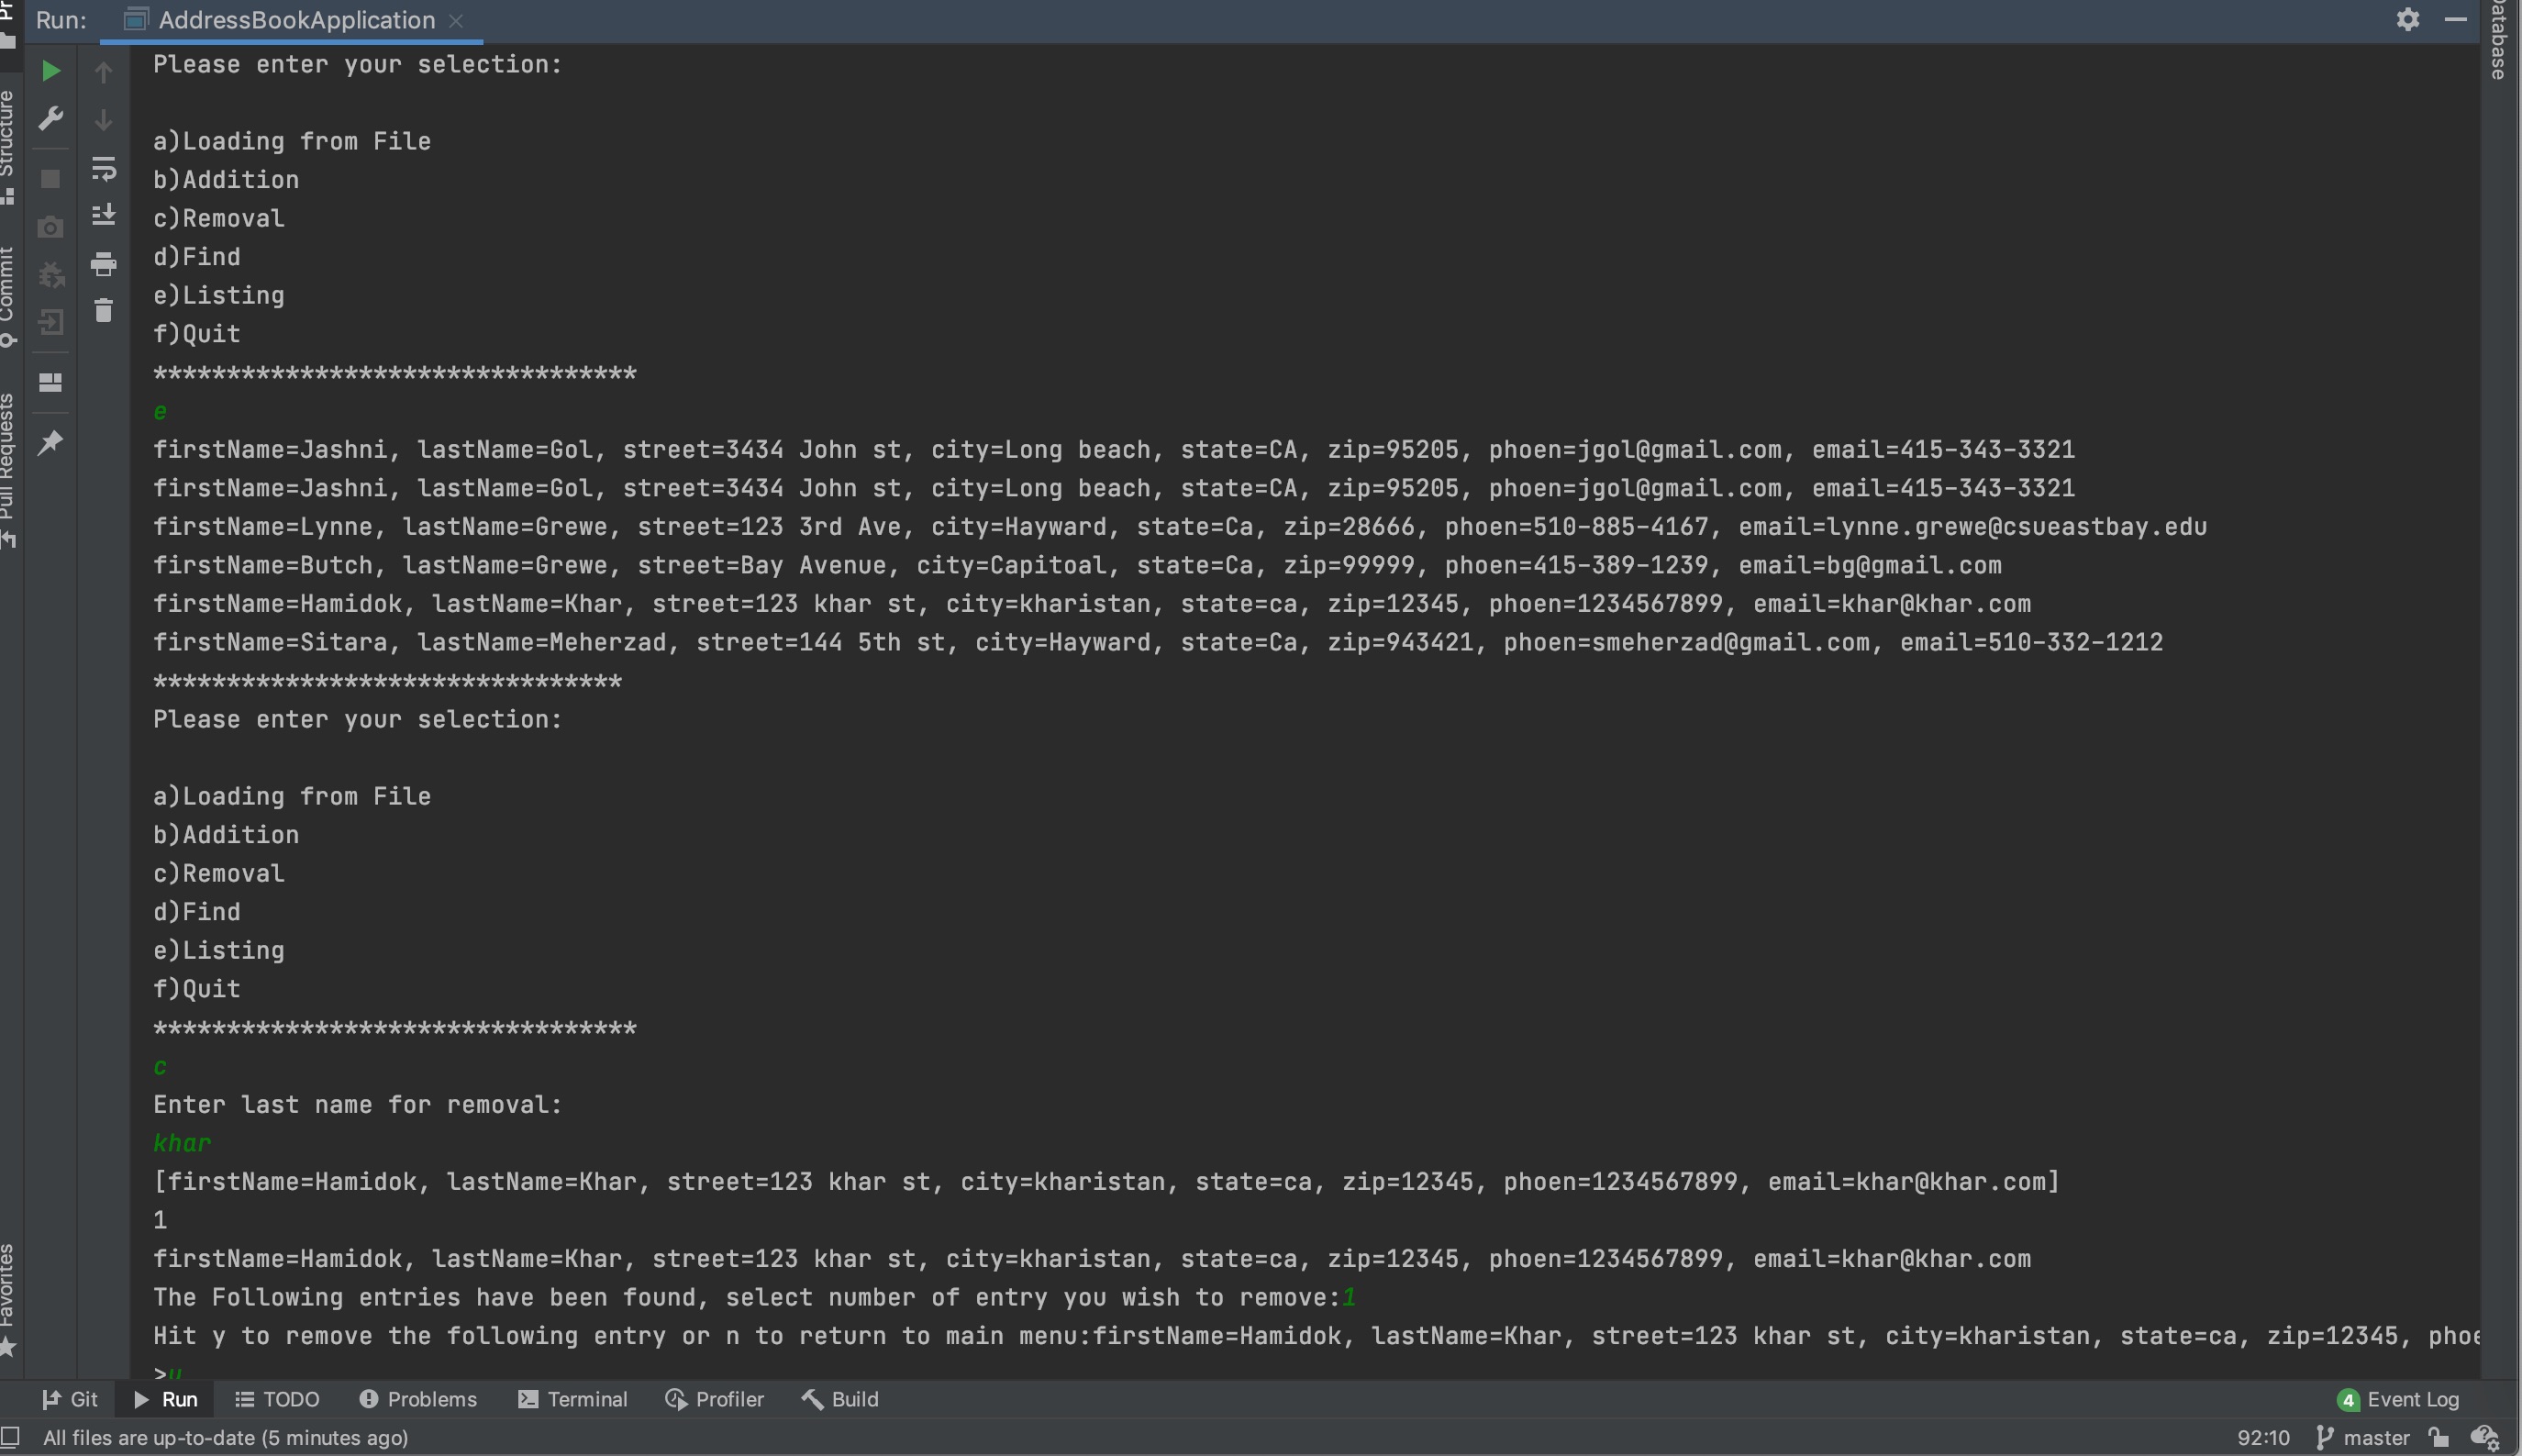 Run: AddressBookApplication
Database
Structure
Commit
Pull Requests
Favorites
Please enter your selection:
a)Loading from File
b)Addition
c)Removal
d)Find
e)Listing
f)Quit
*********************************
e
firstName=Jashni, lastName=Gol, street=3434 John st, city=Long beach, state=CA, zip=95205, phoen=jgol@gmail.com, email=415-343-3321
firstName=Jashni, lastName=Gol, street=3434 John st, city=Long beach, state=CA, zip=95205, phoen=jgol@gmail.com, email=415-343-3321
firstName=Lynne, lastName=Grewe, street=123 3rd Ave, city=Hayward, state=Ca, zip=28666, phoen=510-885-4167, email=lynne.grewe@csueastbay.edu
firstName=Butch, lastName=Grewe, street=Bay Avenue, city=Capitoal, state=Ca, zip=99999, phoen=415-389-1239, email=bg@gmail.com
firstName=Hamidok, lastName=Khar, street=123 khar st, city=kharistan, state=ca, zip=12345, phoen=1234567899, email=khar@khar.com
firstName=Sitara, lastName=Meherzad, street=144 5th st, city=Hayward, state=Ca, zip=943421, phoen=smeherzad@gmail.com, email=510-332-1212
********************************
Please enter your selection:
a)Loading from File
b)Addition
c)Removal
d)Find
e)Listing
f)Quit
*********************************
c
Enter last name for removal:
khar
[firstName=Hamidok, lastName=Khar, street=123 khar st, city=kharistan, state=ca, zip=12345, phoen=1234567899, email=khar@khar.com]
1
firstName=Hamidok, lastName=Khar, street=123 khar st, city=kharistan, state=ca, zip=12345, phoen=1234567899, email=khar@khar.com
The Following entries have been found, select number of entry you wish to remove:1
Hit y to remove the following entry or n to return to main menu:firstName=Hamidok, lastName=Khar, street=123 khar st, city=kharistan, state=ca, zip=12345, phoe
>
Git Run TODO Problems Terminal Profiler Build 4 Event Log
All files are up-to-date (5 minutes ago) 92:10 master